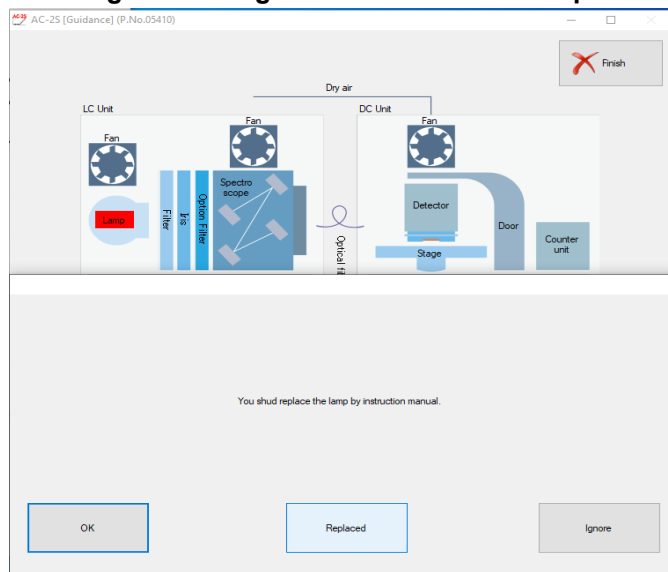 AC-2S [Guidance] (P.No.05410)
Finish
Dry air
LC Unit
DC Unit
Fan
Fan
Fan
Lamp
Filter
Iris
Option Filter
Spectro
scope
Optical
Detector
Stage
Door
Counter
unit
You shud replace the lamp by instruction manual.
OK
Replaced
Ignore